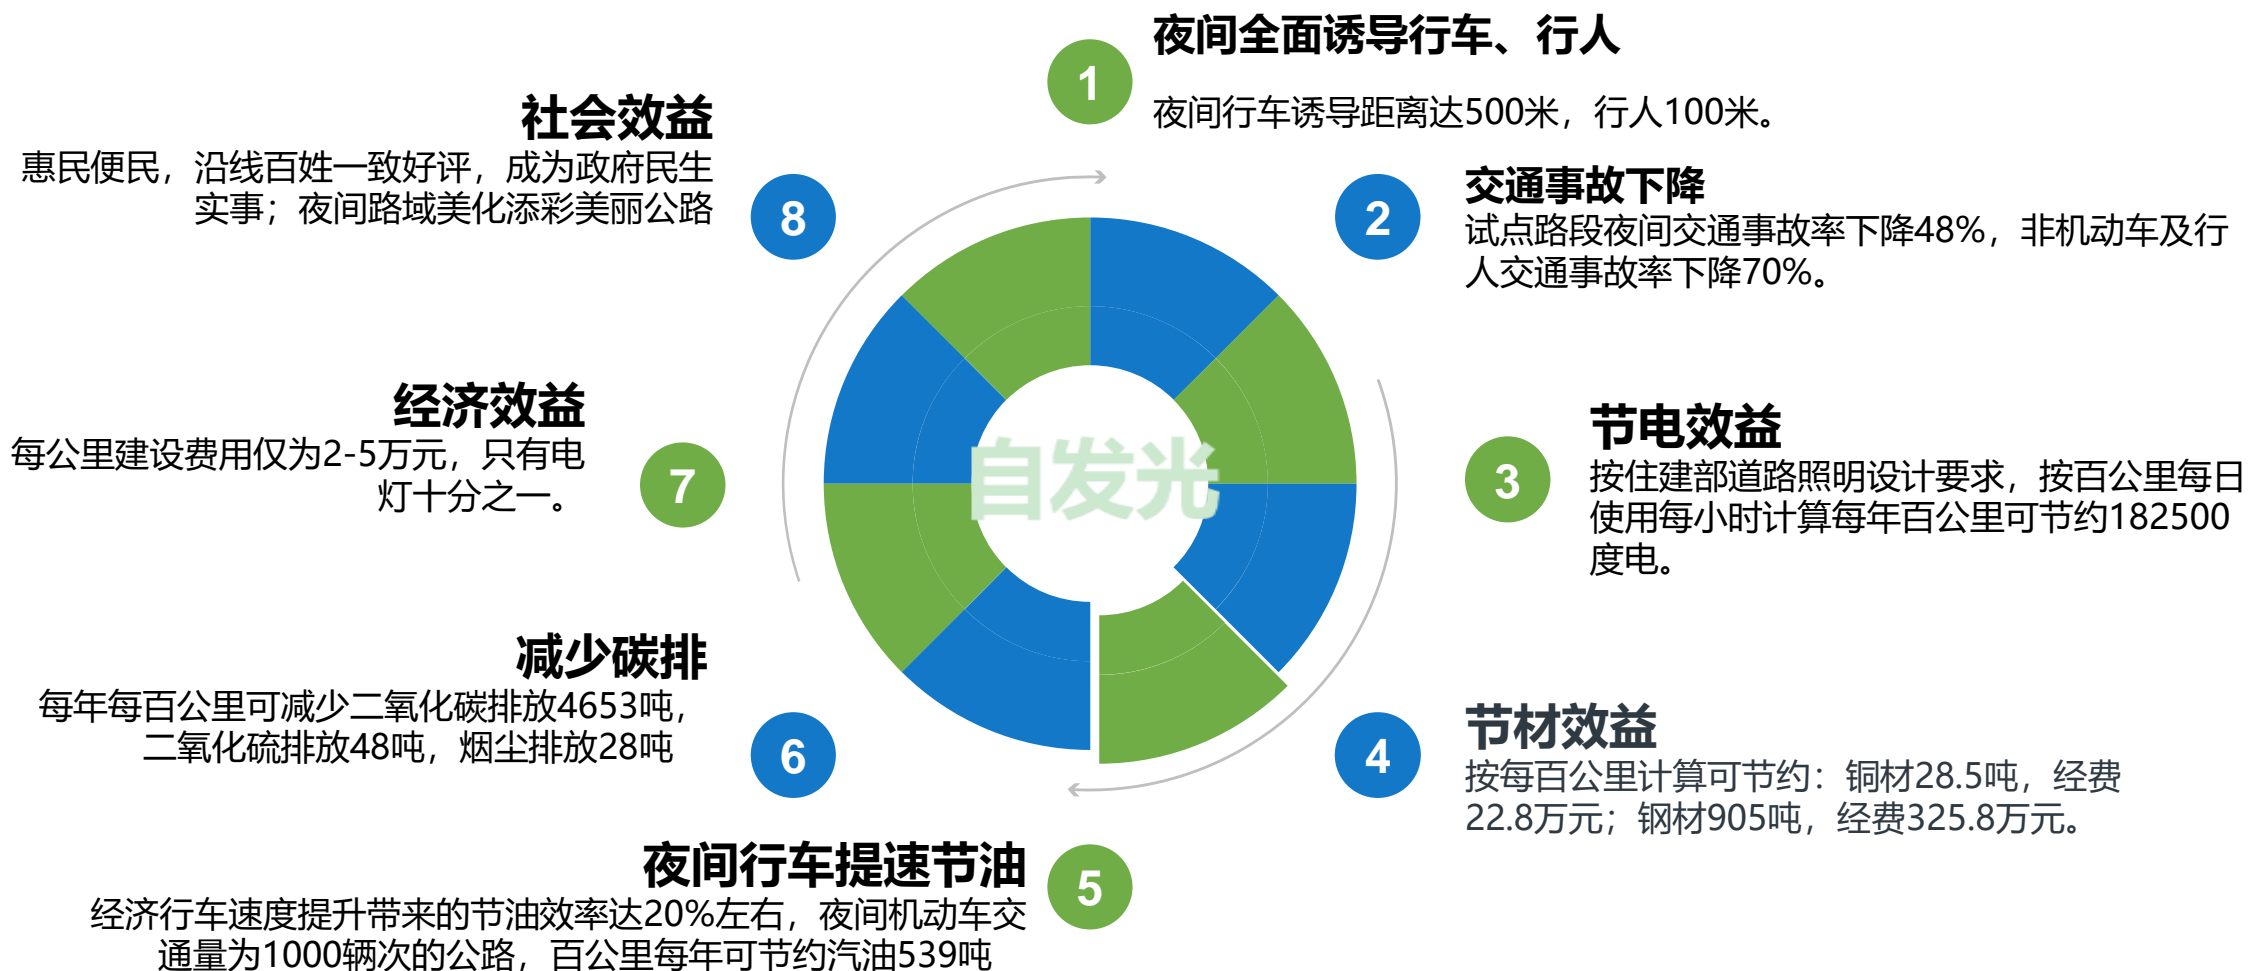 1
夜间全面诱导行车、行人
夜间行车诱导距离达500米，行人100米。
2
交通事故下降
试点路段夜间交通事故率下降48%，非机动车及行
人交通事故率下降70%。
3
节电效益
按住建部道路照明设计要求，按百公里每日
使用每小时计算每年百公里可节约182500
度电。
4
节材效益
按每百公里计算可节约：铜材28.5吨，经费
22.8万元；钢材905吨，经费325.8万元。
5
夜间行车提速节油
经济行车速度提升带来的节油效率达20%左右，夜间机动车交
通量为1000辆次的公路，百公里每年可节约汽油539吨
6
减少碳排
每年每百公里可减少二氧化碳排放4653吨，
二氧化硫排放48吨，烟尘排放28吨
7
经济效益
每公里建设费用仅为2-5万元，只有电
灯十分之一。
8
社会效益
惠民便民，沿线百姓一致好评，成为政府民生
实事；夜间路域美化添彩美丽公路
自发光